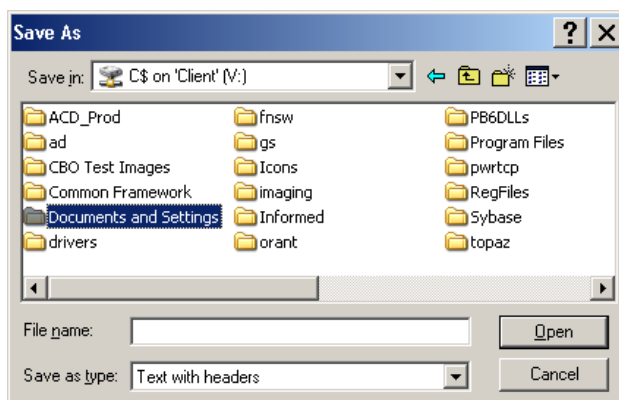 Save As
Save in: C$ on 'Client' (V:)
ACD_Prod fnsw PB6DLLs
ad gs Program Files
CBO Test Images Icons pwrtcp
Common Framework imaging RegFiles
Documents and Settings Informed Sybase
drivers orant topaz
File name: Open
Save as type: Text with headers Cancel